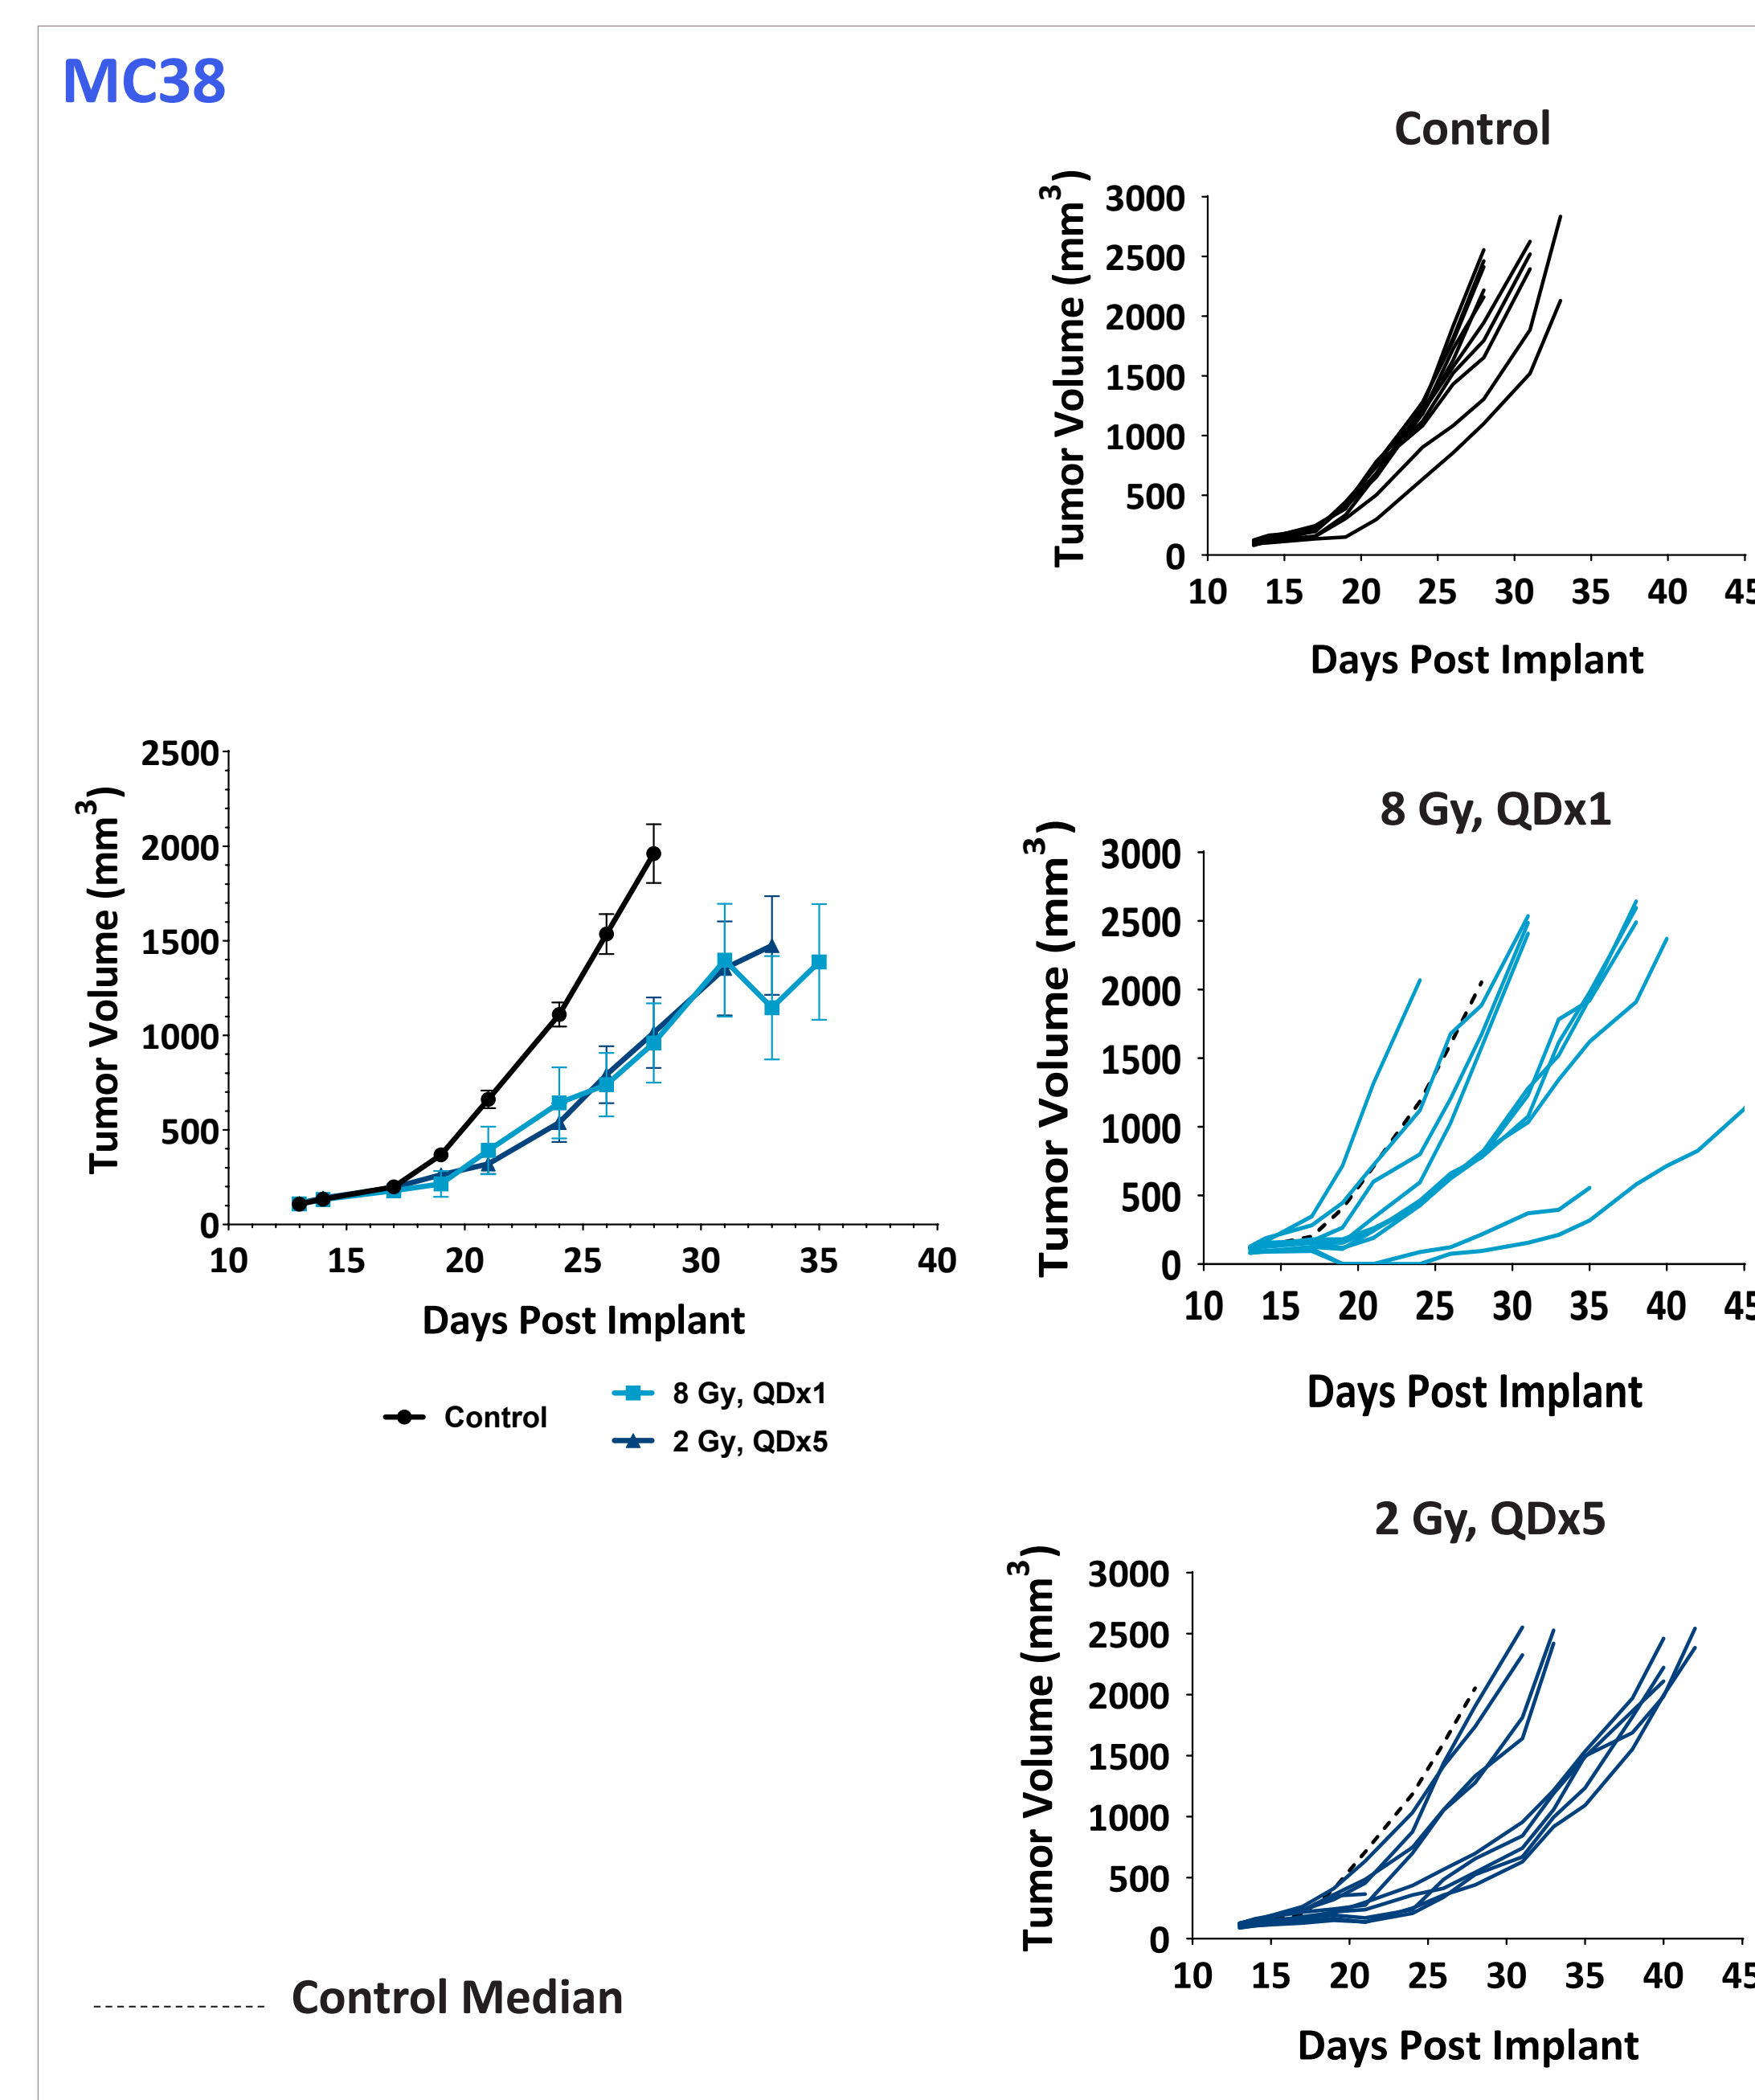 MC38
Control
Tumor Volume (mm³)
3000
2500
2000
1500
1000
500
0
10 15 20 25 30 35 40 45
Days Post Implant
Tumor Volume (mm³)
2500
2000
1500
1000
500
0
10 15 20 25 30 35 40
Days Post Implant
Control
8 Gy, QDx1
2 Gy, QDx5
8 Gy, QDx1
Tumor Volume (mm³)
3000
2500
2000
1500
1000
500
0
10 15 20 25 30 35 40 45
Days Post Implant
2 Gy, QDx5
Tumor Volume (mm³)
3000
2500
2000
1500
1000
500
0
10 15 20 25 30 35 40 45
Days Post Implant
Control Median